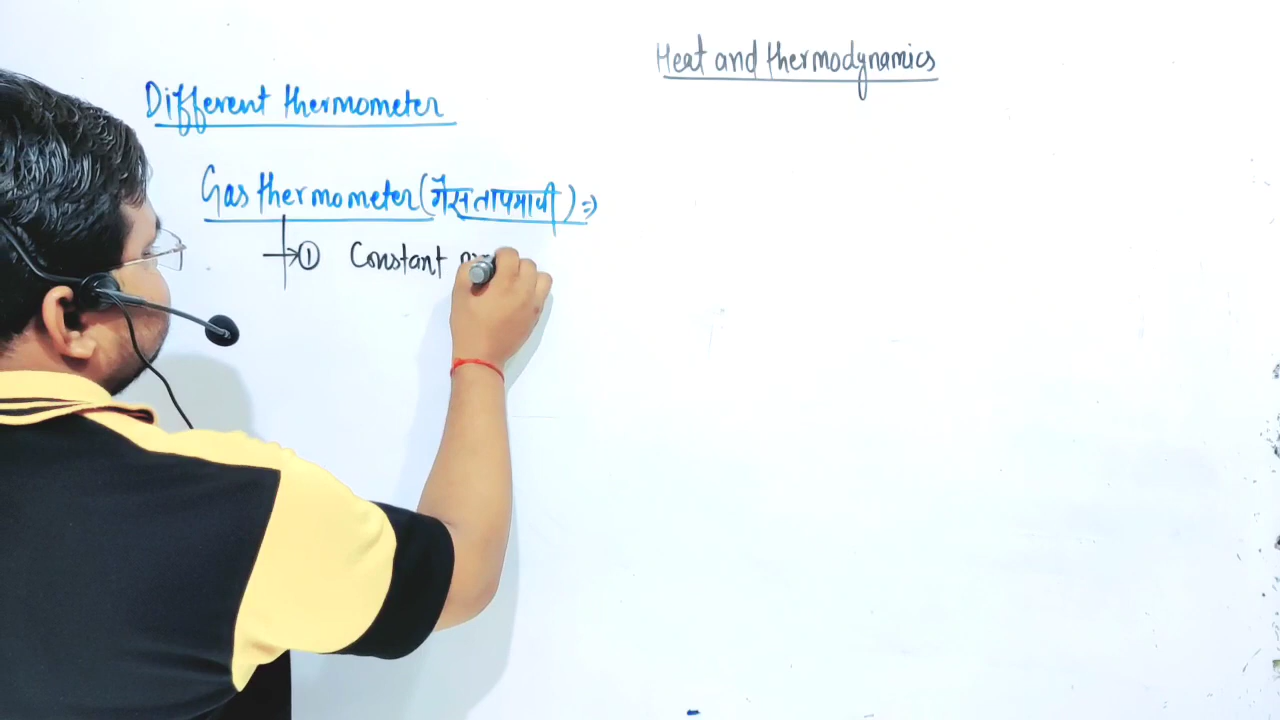 Heat and thermodynamics
Different thermometer
Gas thermometer (गैस तापमापी) ⇒
→① Constant